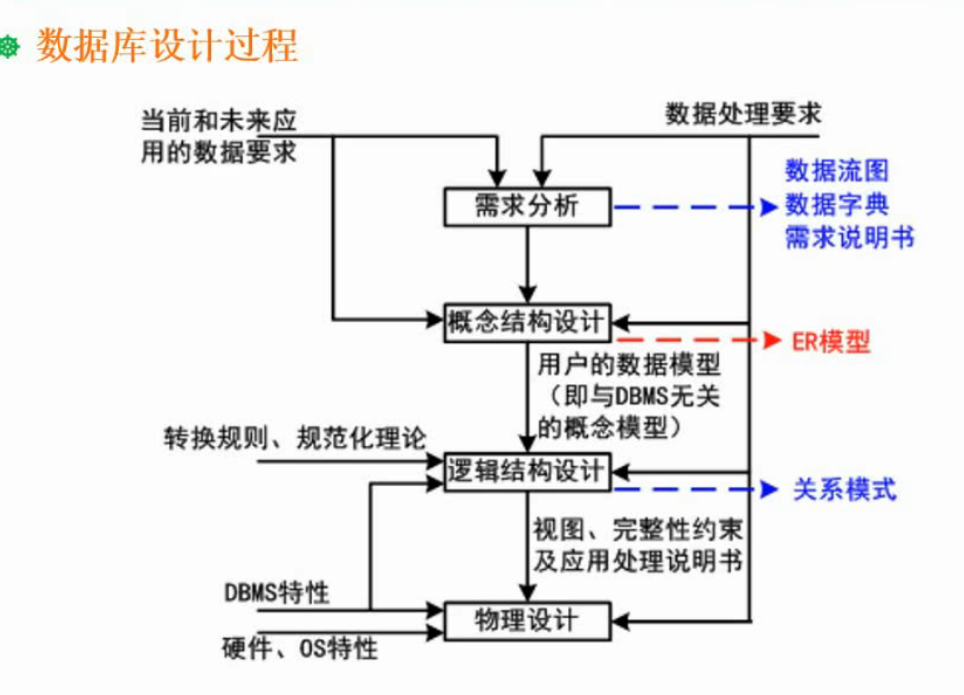 数据库设计过程
当前和未来应
用的数据要求
数据处理要求
数据流图
需求分析
数据字典
需求说明书
概念结构设计
ER模型
用户的数据模型
（即与DBMS无关
的概念模型）
转换规则、规范化理论
逻辑结构设计
关系模式
视图、完整性约束
及应用处理说明书
DBMS特性
物理设计
硬件、OS特性